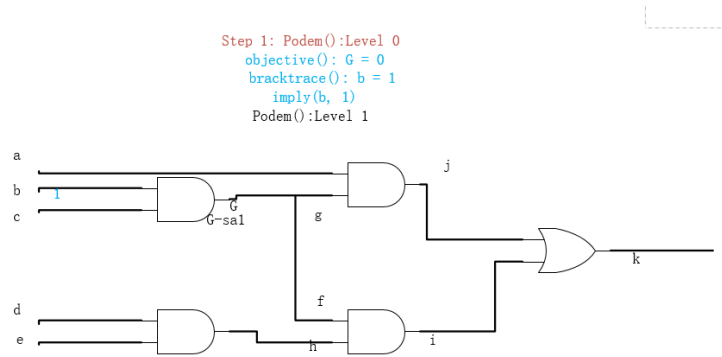 Step 1: Podem():Level 0
objective(): G = 0
bracktrace(): b = 1
imply(b, 1)
Podem():Level 1
a
j
b
1
G
c
G-sa1
g
k
f
d
e
h
i